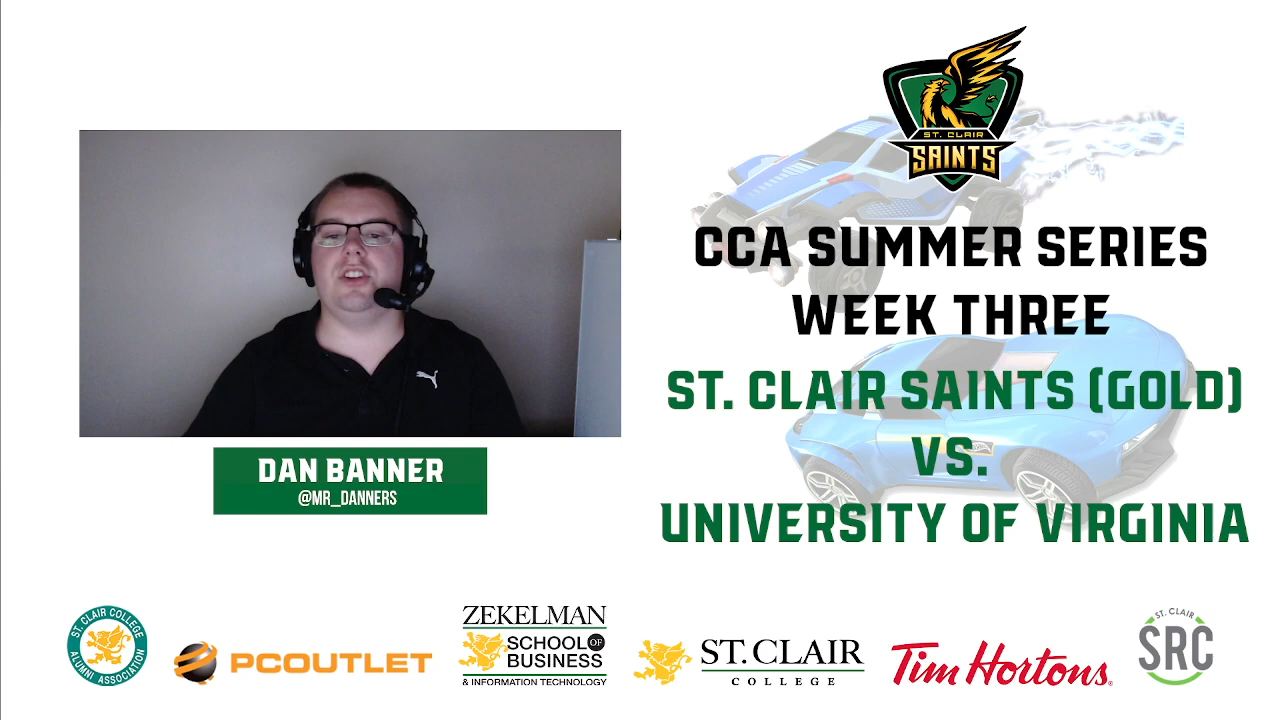 ST. CLAIR
SAINTS
CCA SUMMER SERIES
WEEK THREE
ST. CLAIR SAINTS (GOLD)
VS.
UNIVERSITY OF VIRGINIA
DAN BANNER
@MR_DANNERS
ST. CLAIR COLLEGE
ALUMNI ASSOCIATION
PCOUTLET
ZEKELMAN
SCHOOL OF
BUSINESS
& INFORMATION TECHNOLOGY
ST. CLAIR
COLLEGE
Tim Hortons.
ST. CLAIR
SRC